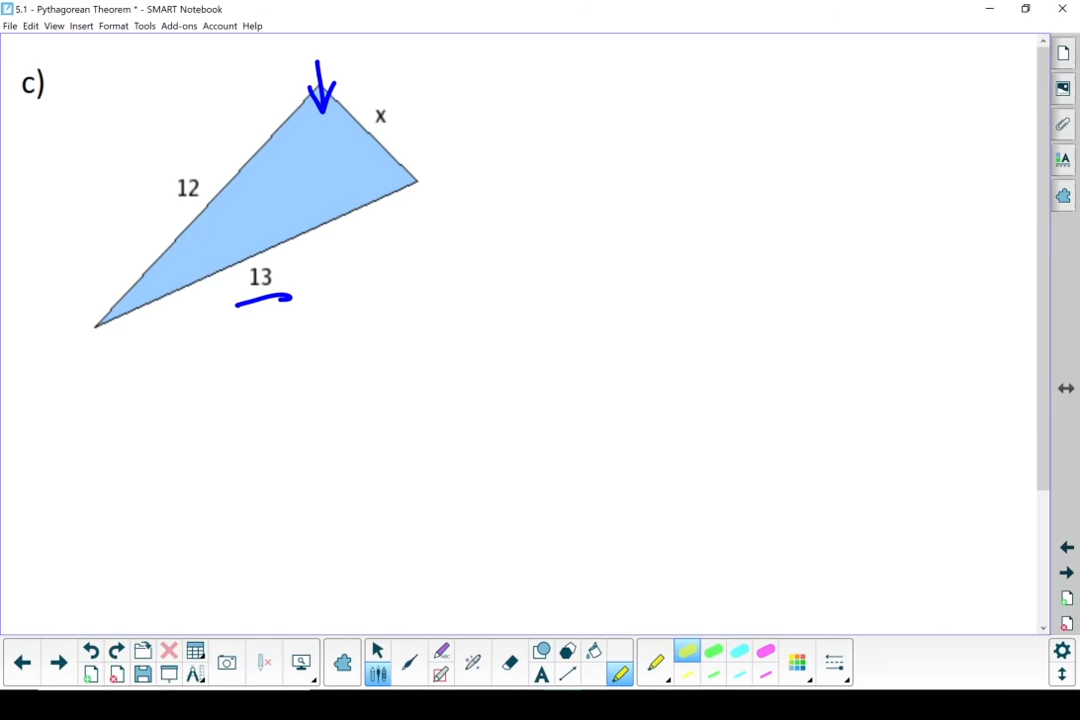 5.1 - Pythagorean Theorem * - SMART Notebook
File Edit View Insert Format Tools Add-ons Account Help
c)
x
12
13